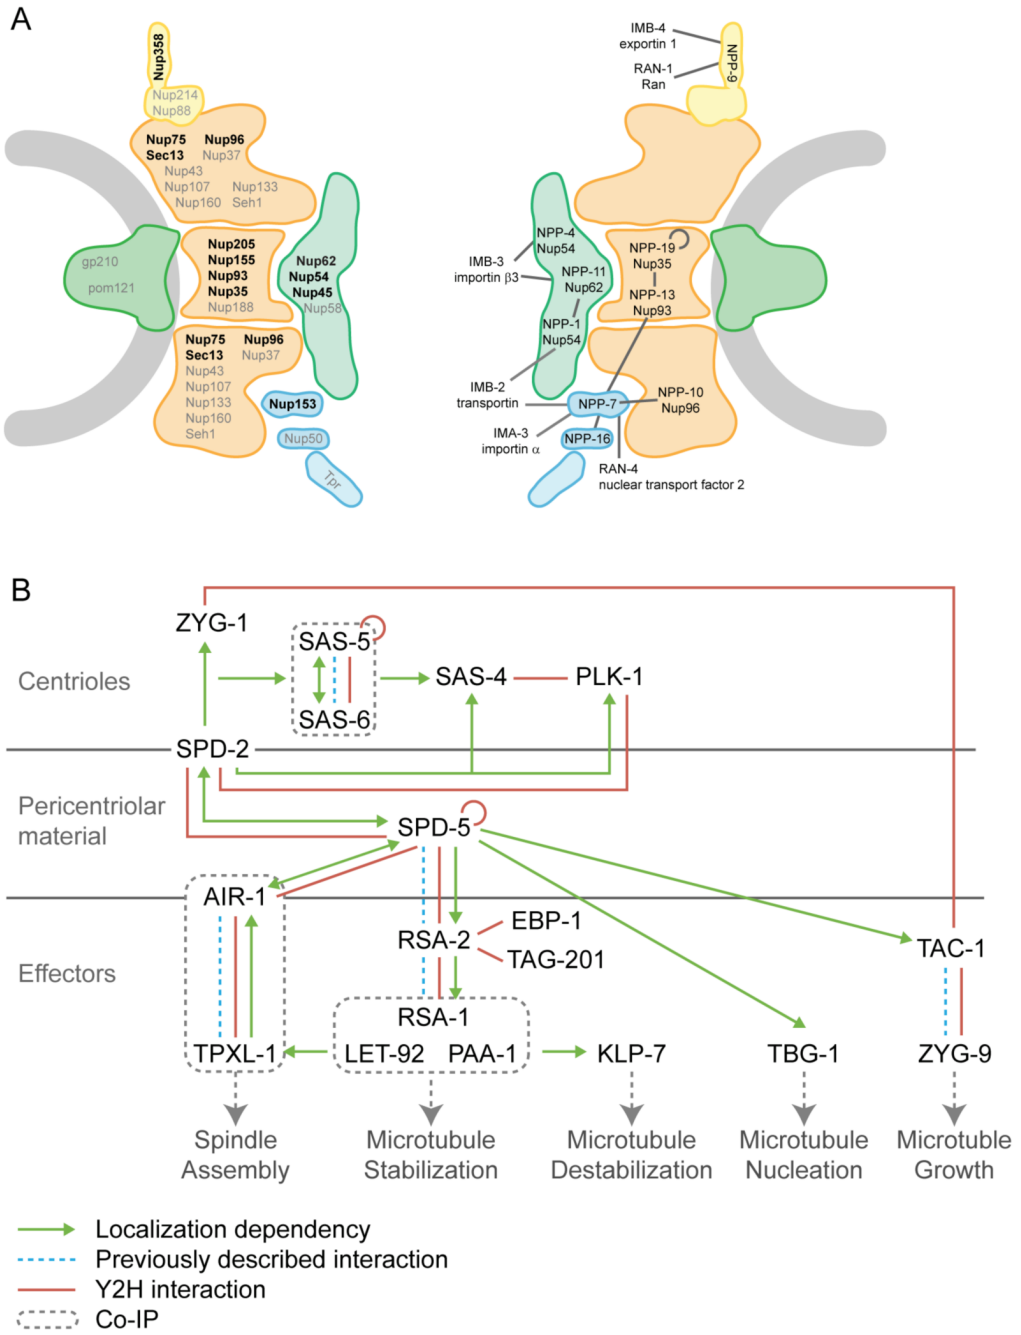 A
Nup358
Nup214
Nup88
Nup75 Nup96
Sec13 Nup37
Nup43
Nup107 Nup133
Nup160 Seh1
gp210
pom121
Nup205
Nup155
Nup93
Nup35
Nup188
Nup62
Nup54
Nup45
Nup58
Nup75 Nup96
Sec13 Nup37
Nup43
Nup107
Nup133
Nup160
Seh1
Nup153
Nup50
Tpr
IMB-4
exportin 1
RAN-1
Ran
NPP-9
NPP-4
Nup54
IMB-3
importin β3
NPP-11
Nup62
NPP-1
Nup54
NPP-19
Nup35
NPP-13
Nup93
IMB-2
transportin
NPP-7
NPP-10
Nup96
IMA-3
importin α
NPP-16
RAN-4
nuclear transport factor 2
B
ZYG-1
SAS-5
Centrioles
SAS-4
PLK-1
SAS-6
SPD-2
Pericentriolar
material
SPD-5
AIR-1
EBP-1
RSA-2
TAG-201
TAC-1
Effectors
RSA-1
TPXL-1
LET-92 PAA-1
KLP-7
TBG-1
ZYG-9
Spindle
Assembly
Microtubule
Stabilization
Microtubule
Destabilization
Microtubule
Nucleation
Microtuble
Growth
Localization dependency
Previously described interaction
Y2H interaction
Co-IP